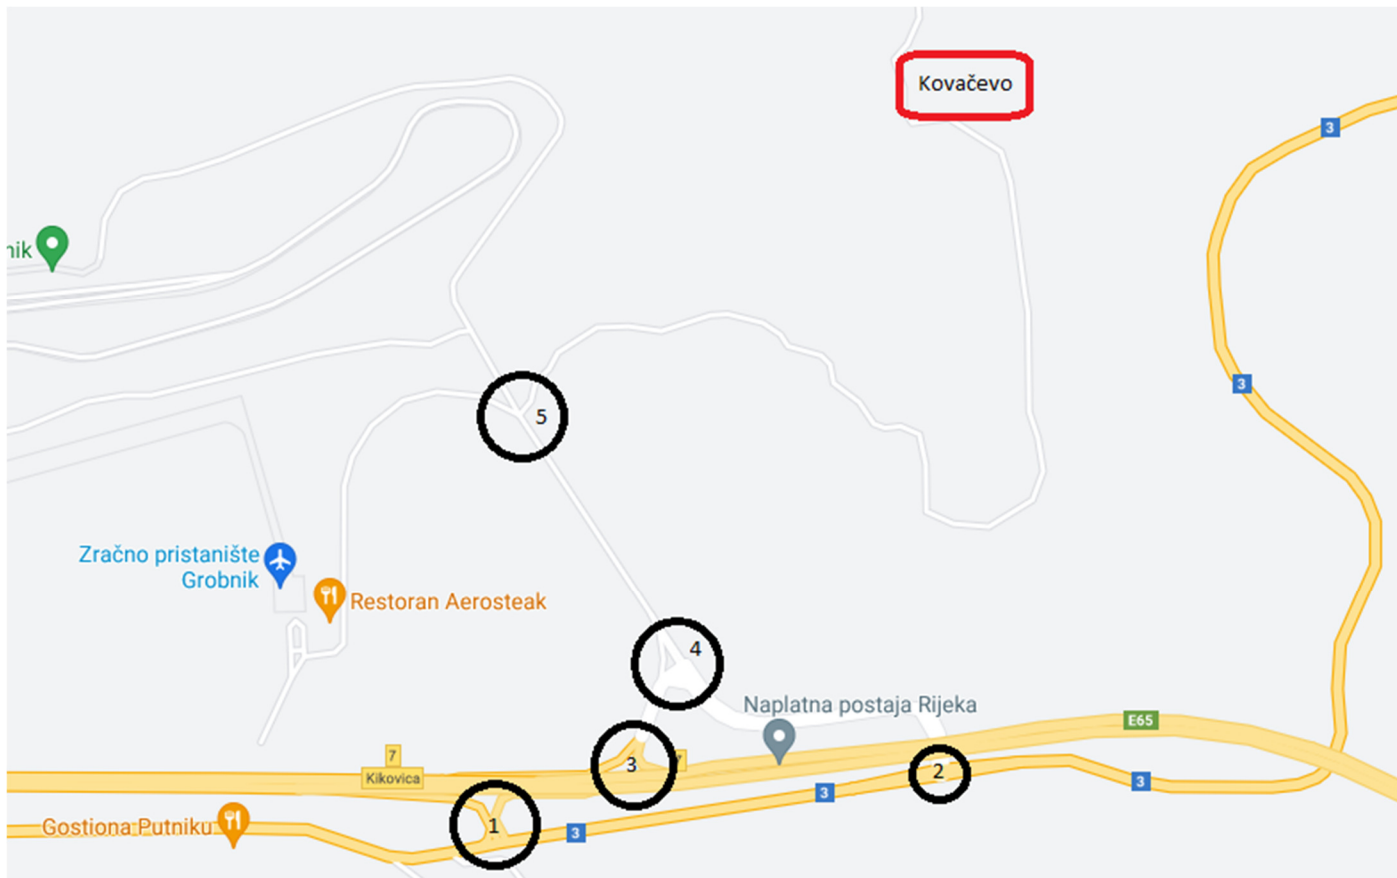 Kovačevo
3
nik
3
5
Zračno pristanište
Grobnik
Restoran Aerosteak
4
Naplatna postaja Rijeka
E65
7
Kikovica
3
7
2
3
3
Gostiona Putniku
1
3